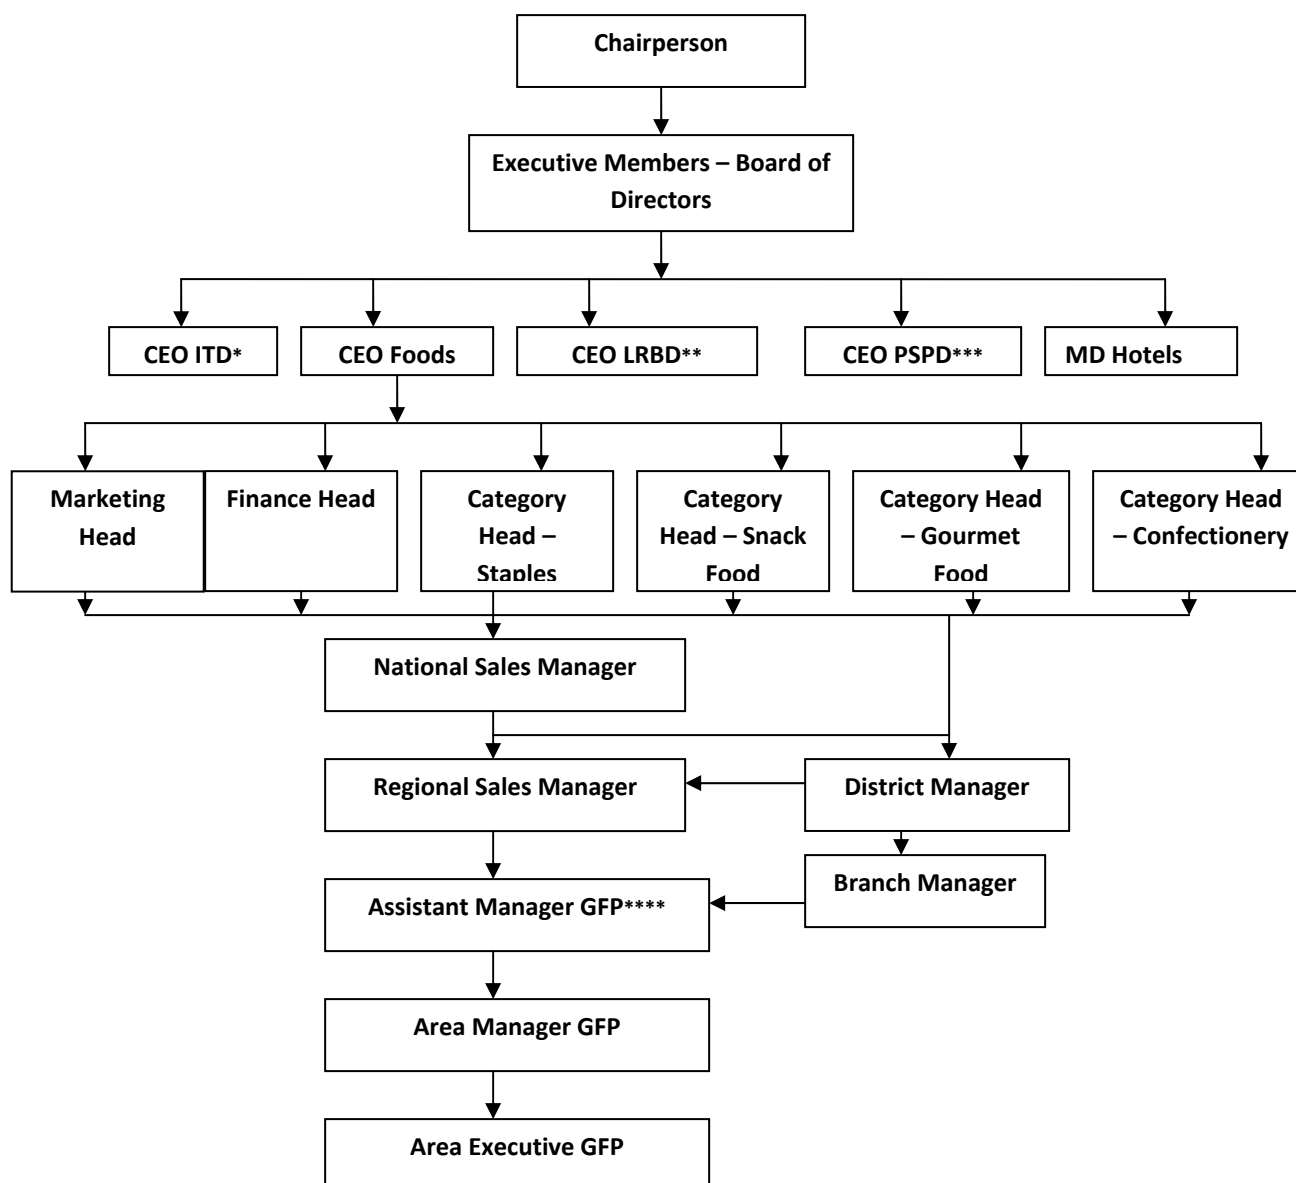 Chairperson
Executive Members – Board of
Directors
CEO ITD*
CEO Foods
CEO LRBD**
CEO PSPD***
MD Hotels
Marketing
Head
Finance Head
Category
Head –
Staples
Category
Head – Snack
Food
Category Head
– Gourmet
Food
Category Head
– Confectionery
National Sales Manager
Regional Sales Manager
District Manager
Branch Manager
Assistant Manager GFP****
Area Manager GFP
Area Executive GFP